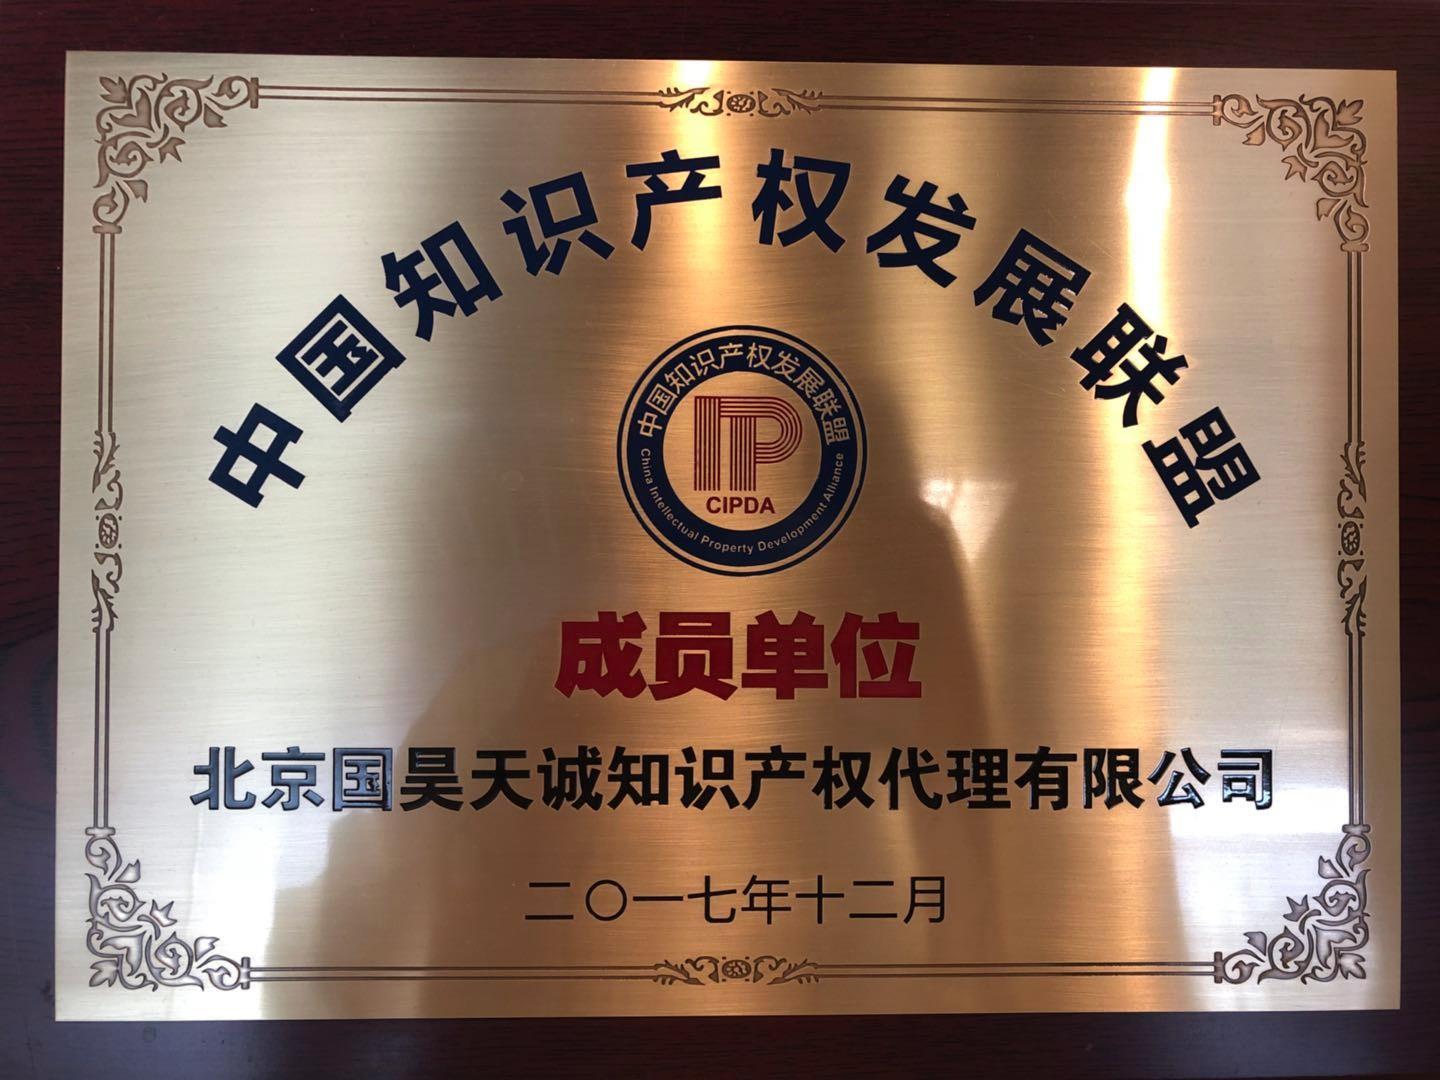 中国知识产权发展联盟
中国知识产权发展联盟
IP
CIPDA
China Intellectual Property Development Alliance
成员单位
北京国昊天诚知识产权代理有限公司
二〇一七年十二月